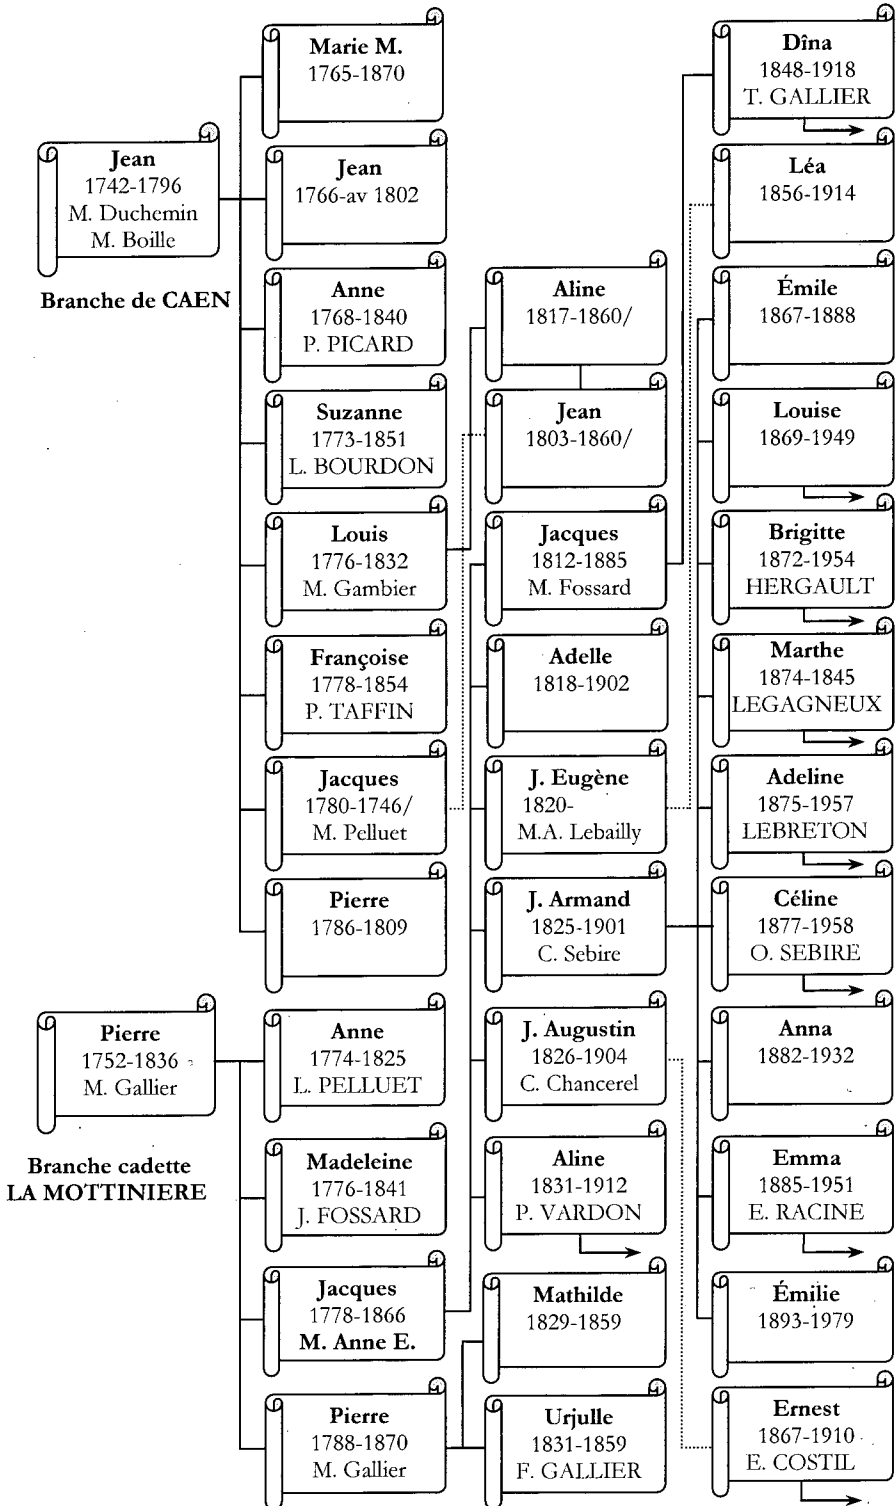 Jean
1742-1796
M. Duchemin
M. Boille
Branche de CAEN
Pierre
1752-1836
M. Gallier
Branche cadette
LA MOTTINIERE
Marie M.
1765-1870
Jean
1766-av 1802
Anne
1768-1840
P. PICARD
Suzanne
1773-1851
L. BOURDON
Louis
1776-1832
M. Gambier
Françoise
1778-1854
P. TAFFIN
Jacques
1780-1746/
M. Pelluet
Pierre
1786-1809
Anne
1774-1825
L. PELLUET
Madeleine
1776-1841
J. FOSSARD
Jacques
1778-1866
M. Anne E.
Pierre
1788-1870
M. Gallier
Aline
1817-1860/
Jean
1803-1860/
Jacques
1812-1885
M. Fossard
Adelle
1818-1902
J. Eugène
1820-
M.A. Lebailly
J. Armand
1825-1901
C. Sebire
J. Augustin
1826-1904
C. Chancerel
Aline
1831-1912
P. VARDON
Mathilde
1829-1859
Urjulle
1831-1859
F. GALLIER
Dîna
1848-1918
T. GALLIER
Léa
1856-1914
Émile
1867-1888
Louise
1869-1949
Brigitte
1872-1954
HERGAULT
Marthe
1874-1845
LEGAGNEUX
Adeline
1875-1957
LEBRETON
Céline
1877-1958
O. SEBIRE
Anna
1882-1932
Emma
1885-1951
E. RACINE
Émilie
1893-1979
Ernest
1867-1910
E. COSTIL